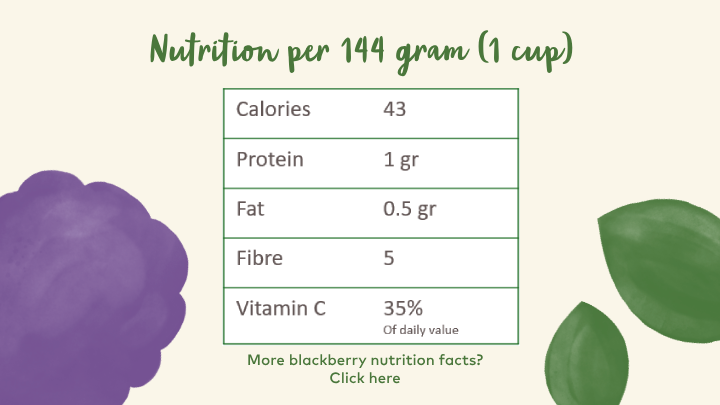 Nutrition per 144 gram (1 cup)
Calories 43
Protein 1 gr
Fat 0.5 gr
Fibre 5
Vitamin C 35%
Of daily value
More blackberry nutrition facts?
Click here